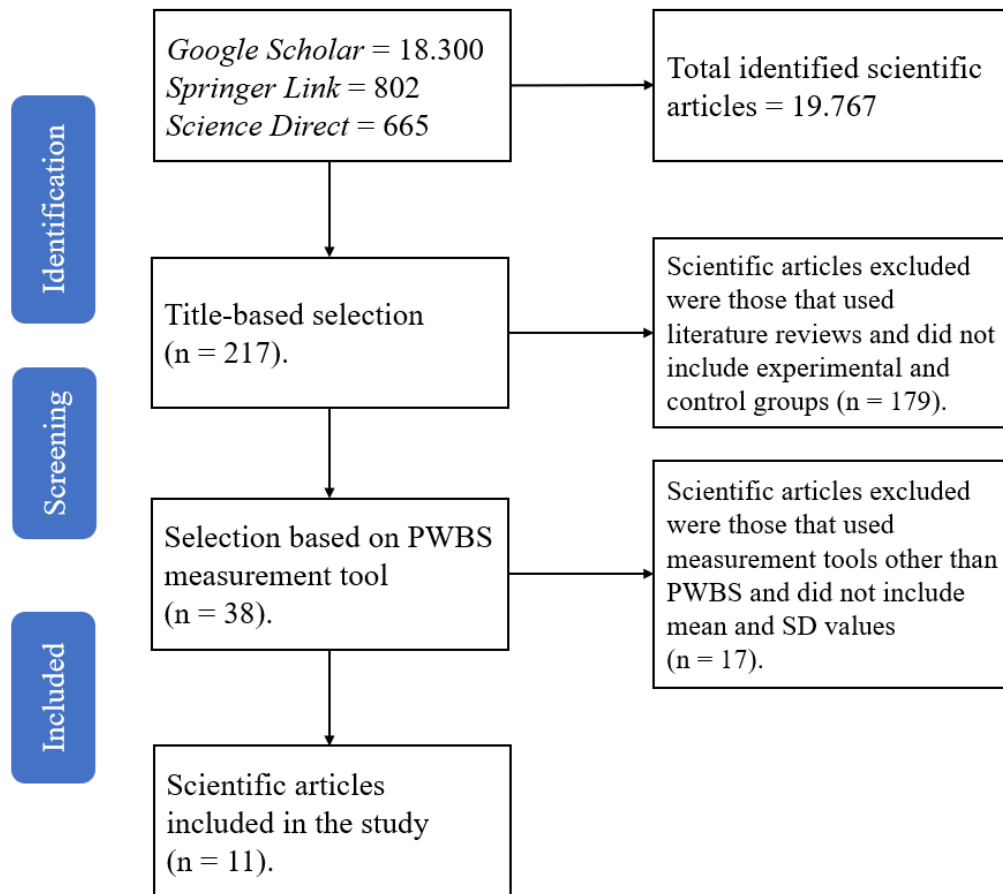 Identification
Google Scholar = 18.300
Springer Link = 802
Science Direct = 665
Total identified scientific
articles = 19.767
Title-based selection
(n = 217).
Scientific articles excluded
were those that used
literature reviews and did not
include experimental and
control groups (n = 179).
Screening
Selection based on PWBS
measurement tool
(n = 38).
Scientific articles excluded
were those that used
measurement tools other than
PWBS and did not include
mean and SD values
(n = 17).
Included
Scientific articles
included in the study
(n = 11).